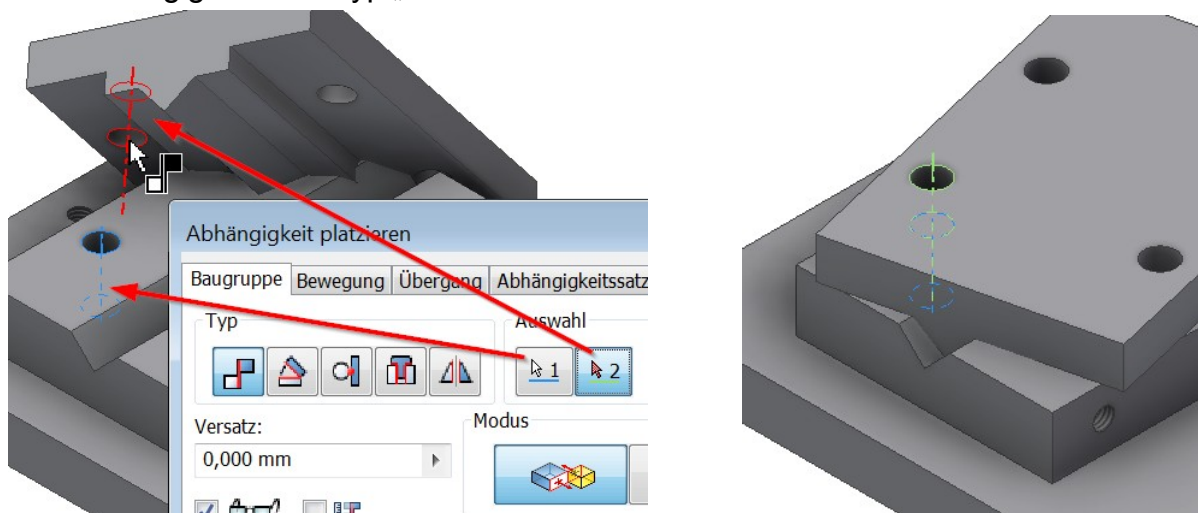 Abhängigkeit platzieren
Baugruppe Bewegung Übergang Abhängigkeitssatz
Typ
Auswahl
1 2
Versatz:
Modus
0,000 mm